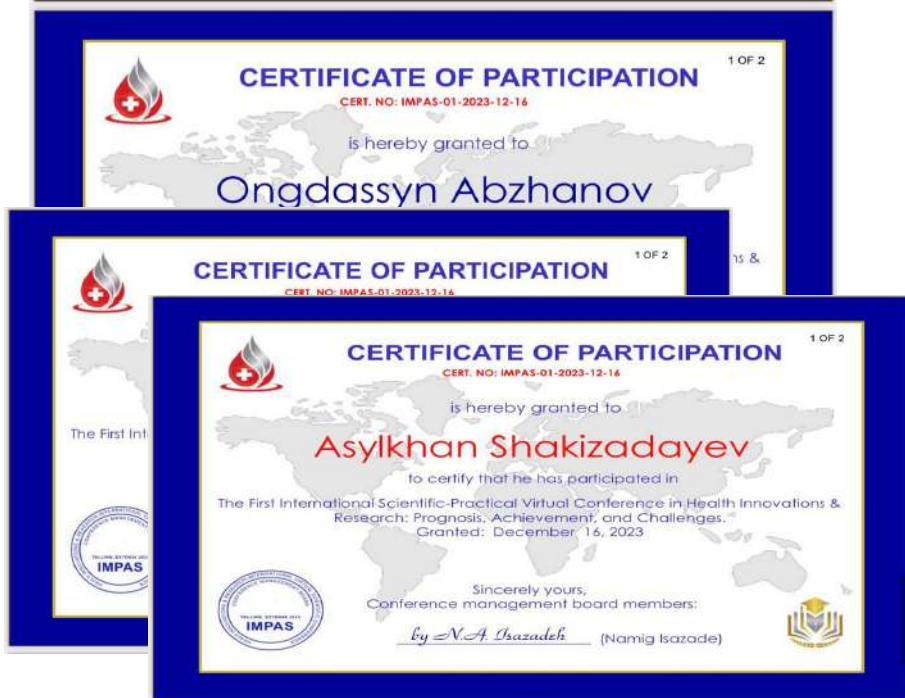 1 OF 2
CERTIFICATE OF PARTICIPATION
CERT. NO: IMPAS-01-2023-12-16
is hereby granted to
Ongdassyn Abzhanov
ns &
1 OF 2
CERTIFICATE OF PARTICIPATION
CERT. NO: IMPAS-01-2023-12-16
The First Int
IMPAS
1 OF 2
CERTIFICATE OF PARTICIPATION
CERT. NO: IMPAS-01-2023-12-16
is hereby granted to
Asylkhan Shakizadayev
to certify that he has participated in
The First International Scientific-Practical Virtual Conference in Health Innovations &
Research: Prognosis, Achievement, and Challenges.
Granted: December 16, 2023
Sincerely yours,
Conference management board members:
by N.A. Isazadeh (Namig Isazade)
IMPAS